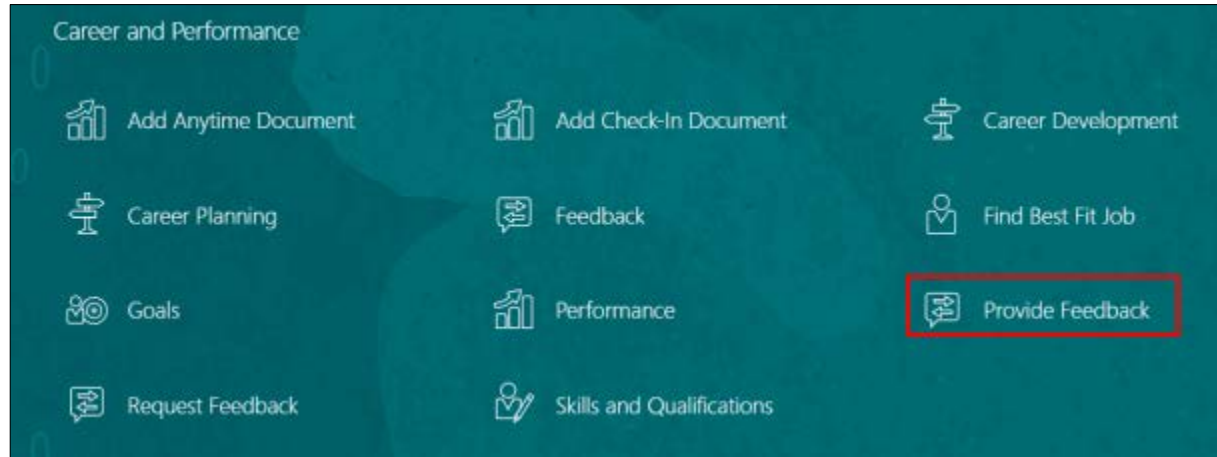 Career and Performance
Add Anytime Document
Add Check-In Document
Career Development
Career Planning
Feedback
Find Best Fit Job
Goals
Performance
Provide Feedback
Request Feedback
Skills and Qualifications